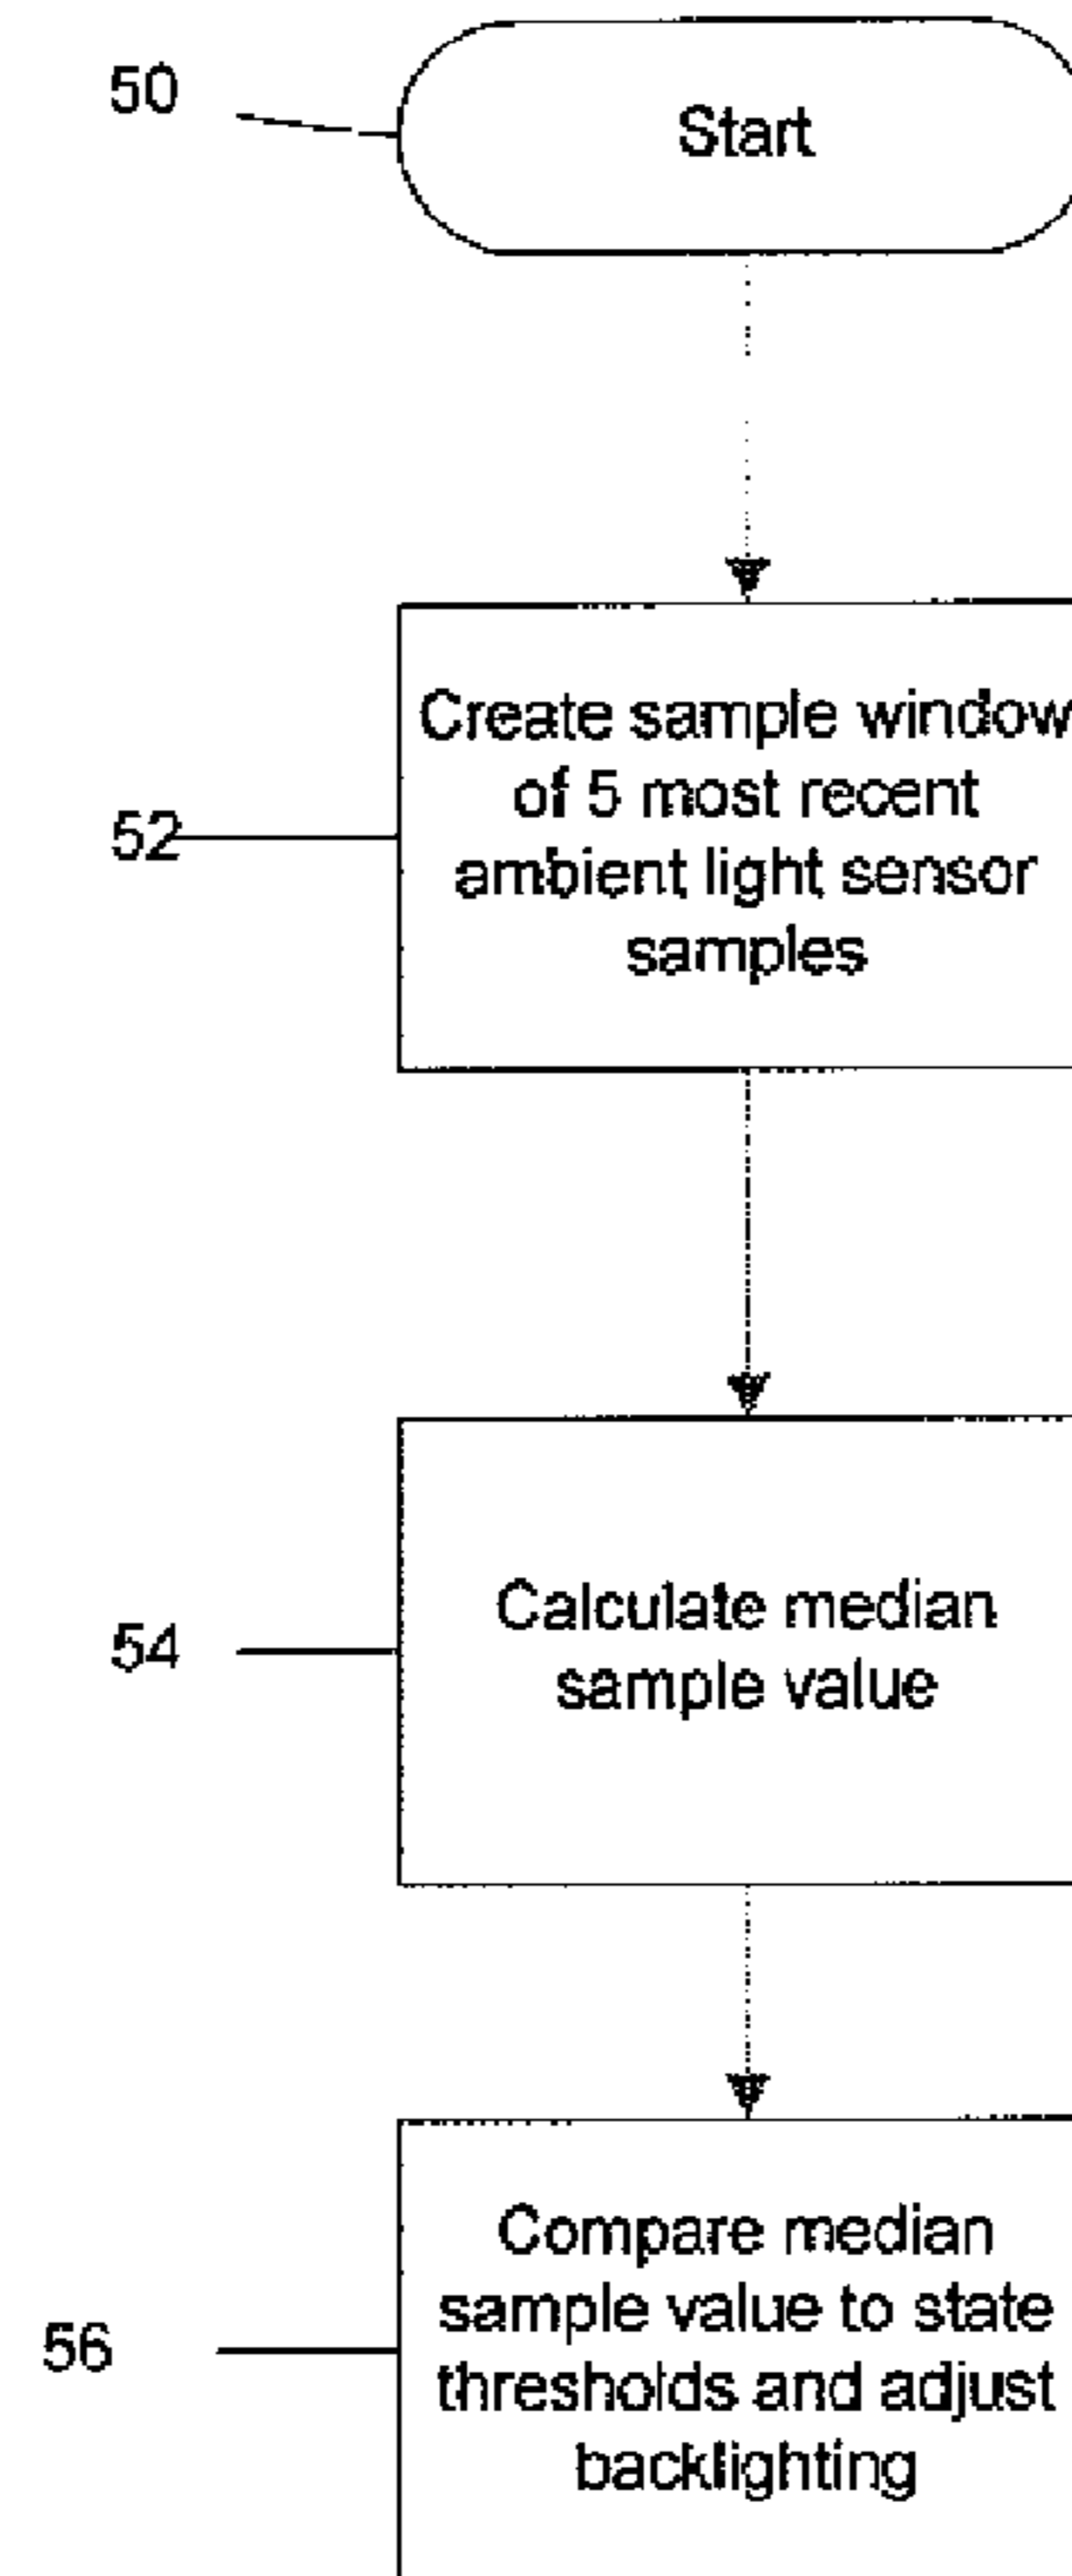 50
Start
52
Create sample window
of 5 most recent
ambient light sensor
samples
54
Calculate median
sample value
56
Compare median
sample value to state
thresholds and adjust
backlighting